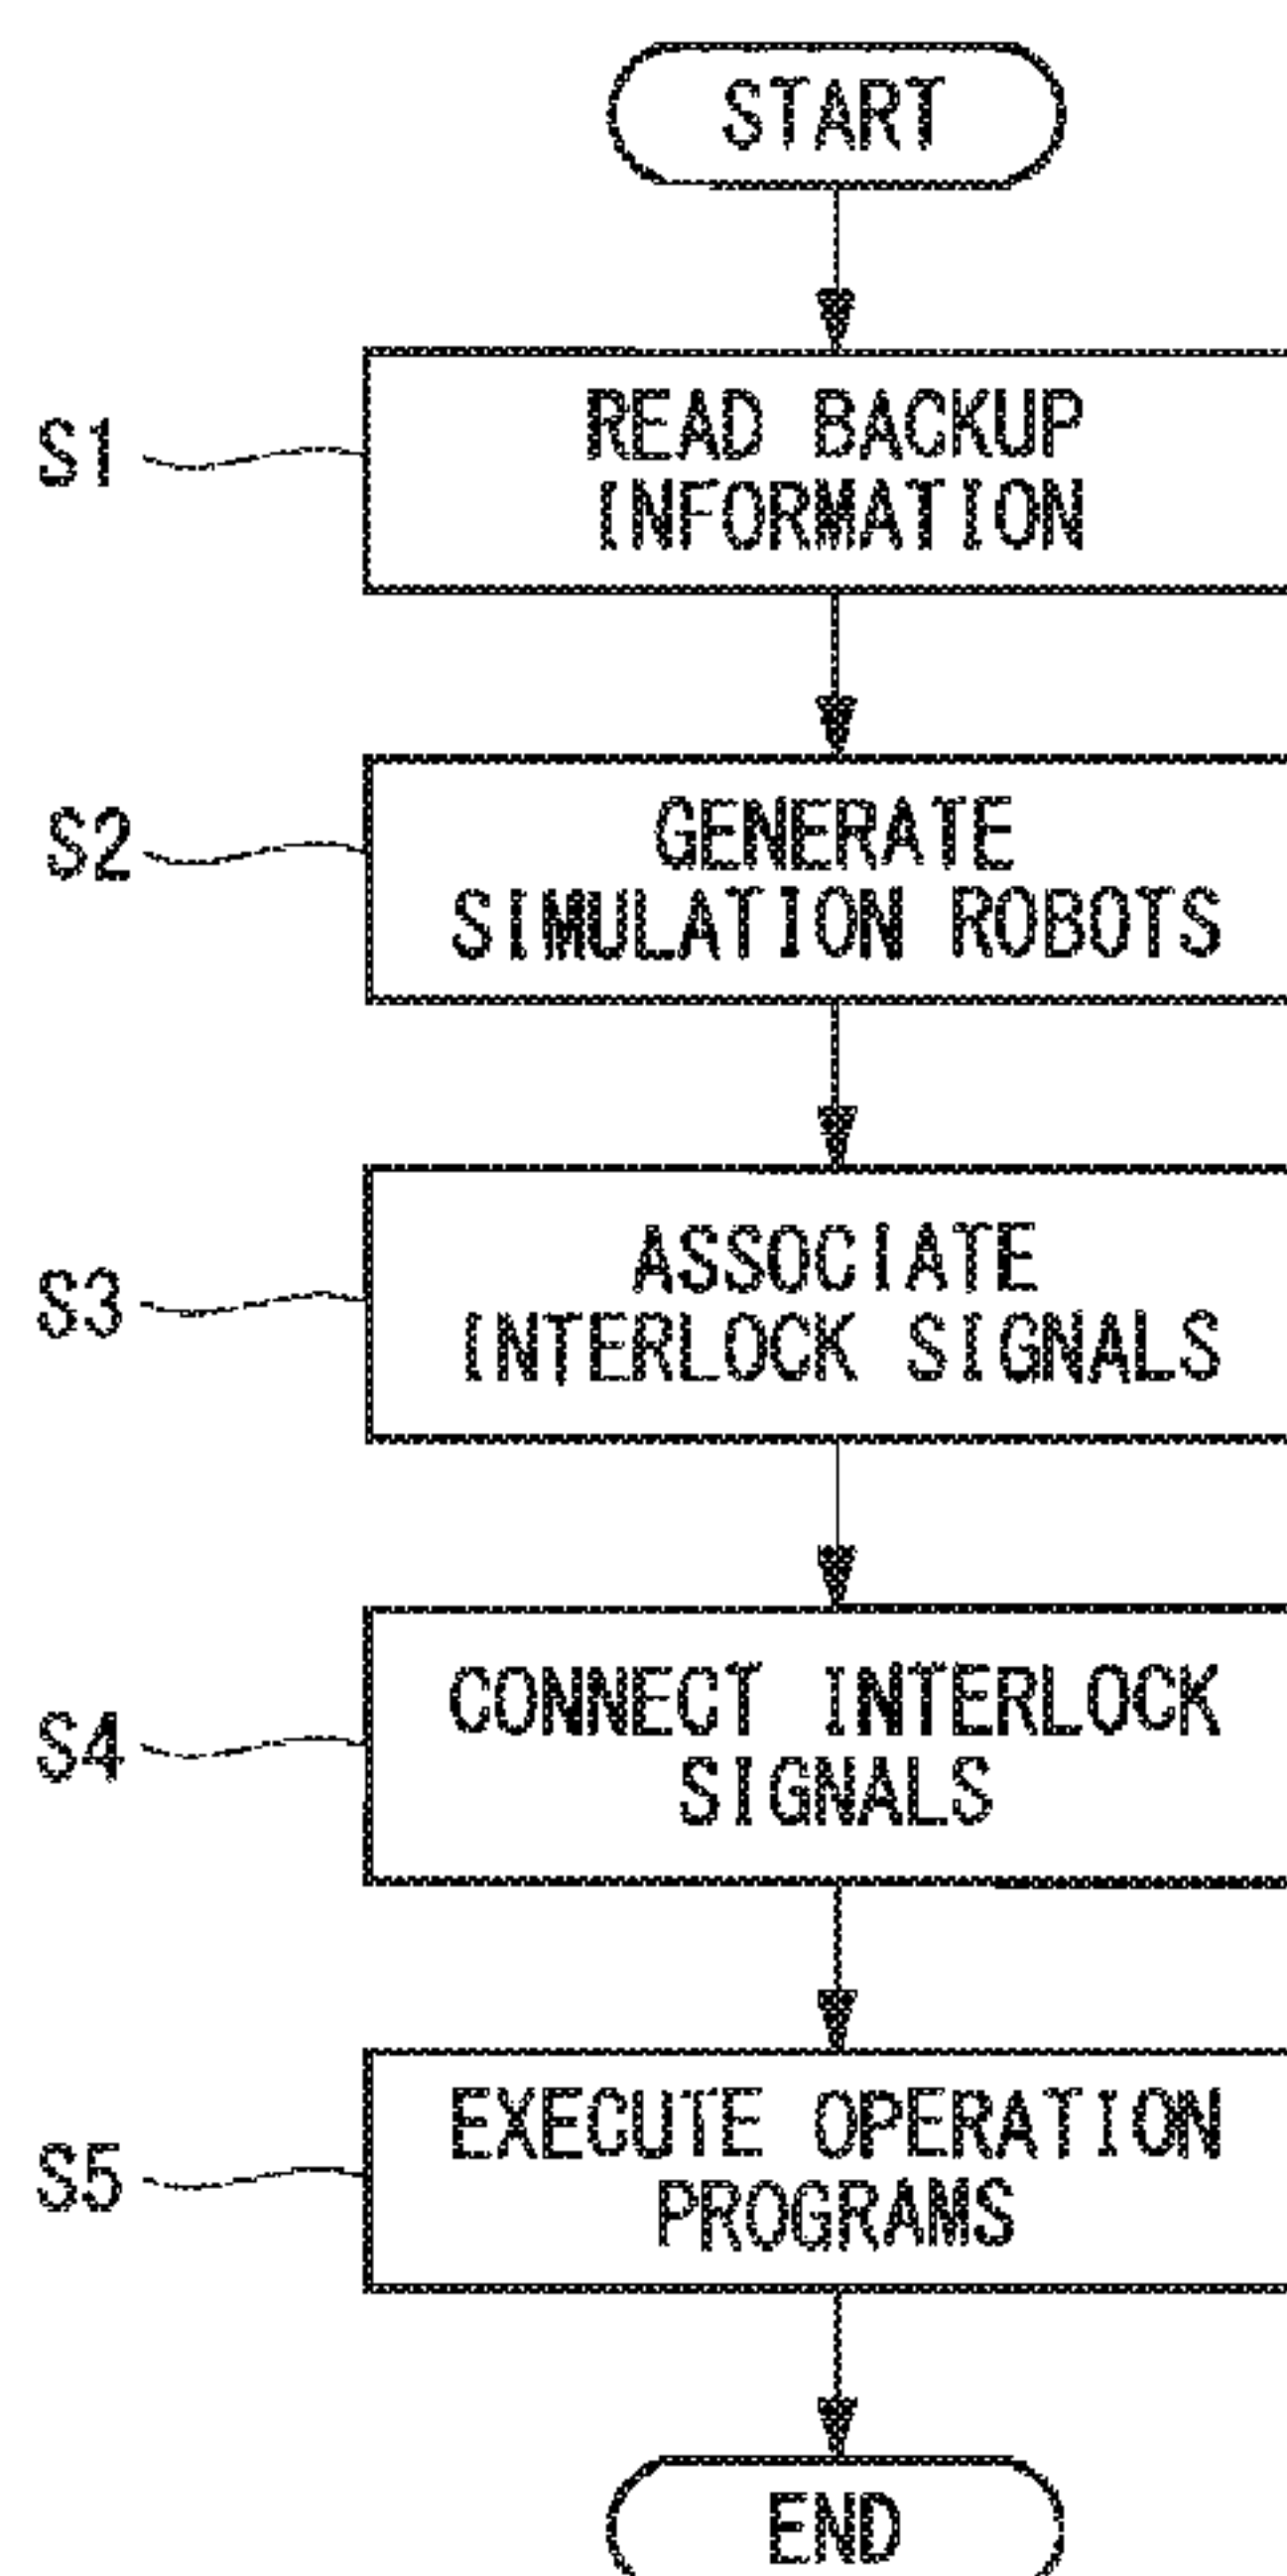 START
S1
READ BACKUP
INFORMATION
S2
GENERATE
SIMULATION ROBOTS
S3
ASSOCIATE
INTERLOCK SIGNALS
S4
CONNECT INTERLOCK
SIGNALS
S5
EXECUTE OPERATION
PROGRAMS
END